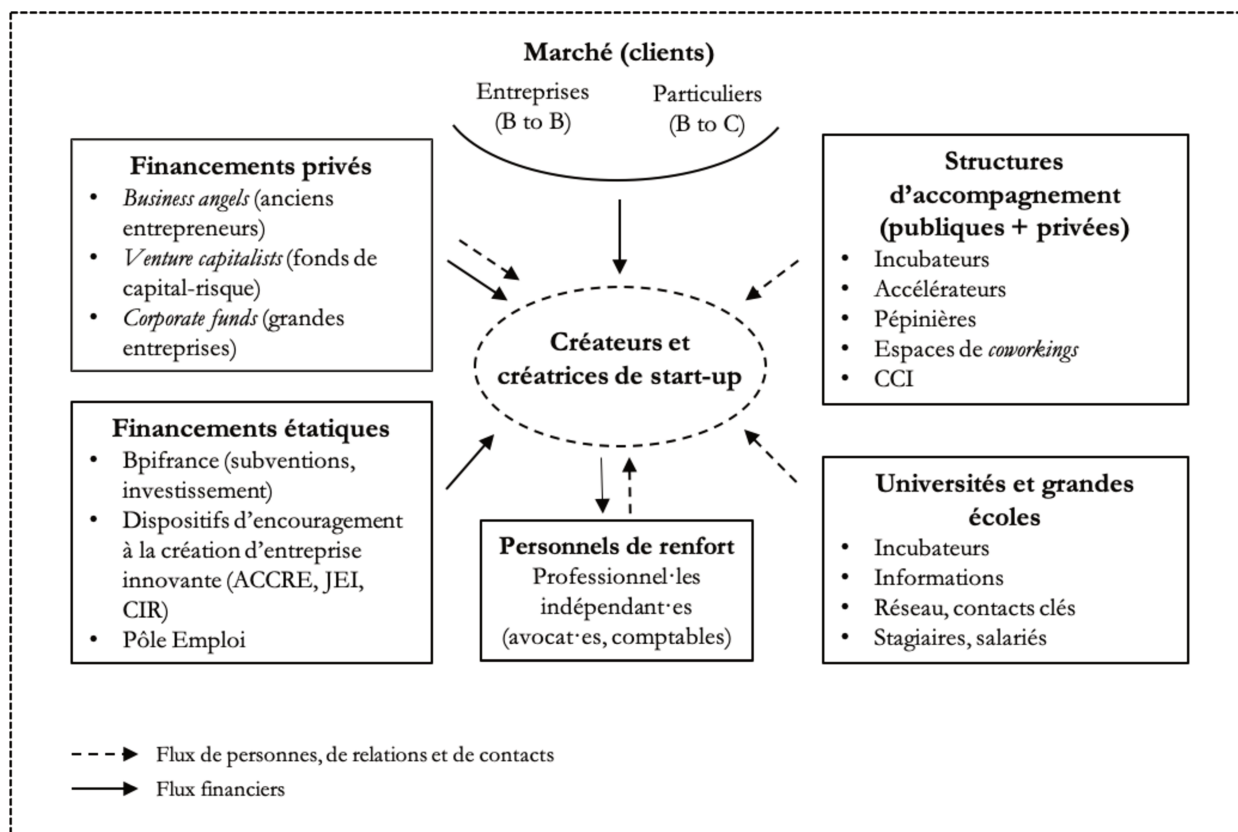 Marché (clients)
Entreprises
(B to B)
Particuliers
(B to C)
Financements privés
• Business angels (anciens
entrepreneurs)
• Venture capitalists (fonds de
capital-risque)
• Corporate funds (grandes
entreprises)
Structures
d’accompagnement
(publiques + privées)
• Incubateurs
• Accélérateurs
• Pépinières
• Espaces de coworkings
• CCI
Créateurs et
créatrices de start-up
Financements étatiques
• Bpifrance (subventions,
investissement)
• Dispositifs d’encouragement
à la création d’entreprise
innovante (ACCRE, JEI,
CIR)
• Pôle Emploi
Personnels de renfort
Professionnel·les
indépendant·es
(avocat·es, comptables)
Universités et grandes
écoles
• Incubateurs
• Informations
• Réseau, contacts clés
• Stagiaires, salariés
Flux de personnes, de relations et de contacts
Flux financiers